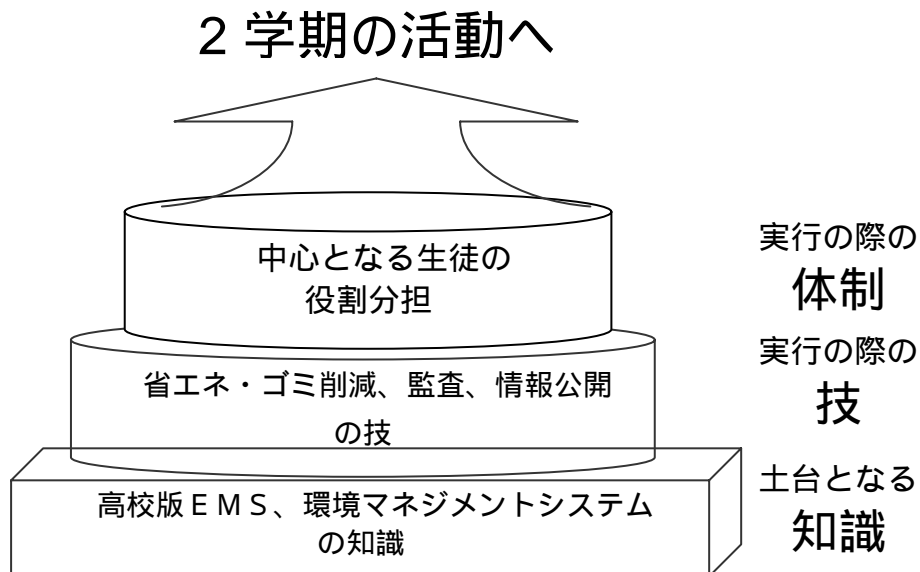 2 学期の活動へ
中心となる生徒の
役割分担
実行の際の
体制
省エネ・ゴミ削減、監査、情報公開
の技
実行の際の
技
高校版ＥＭＳ、環境マネジメントシステム
の知識
土台となる
知識